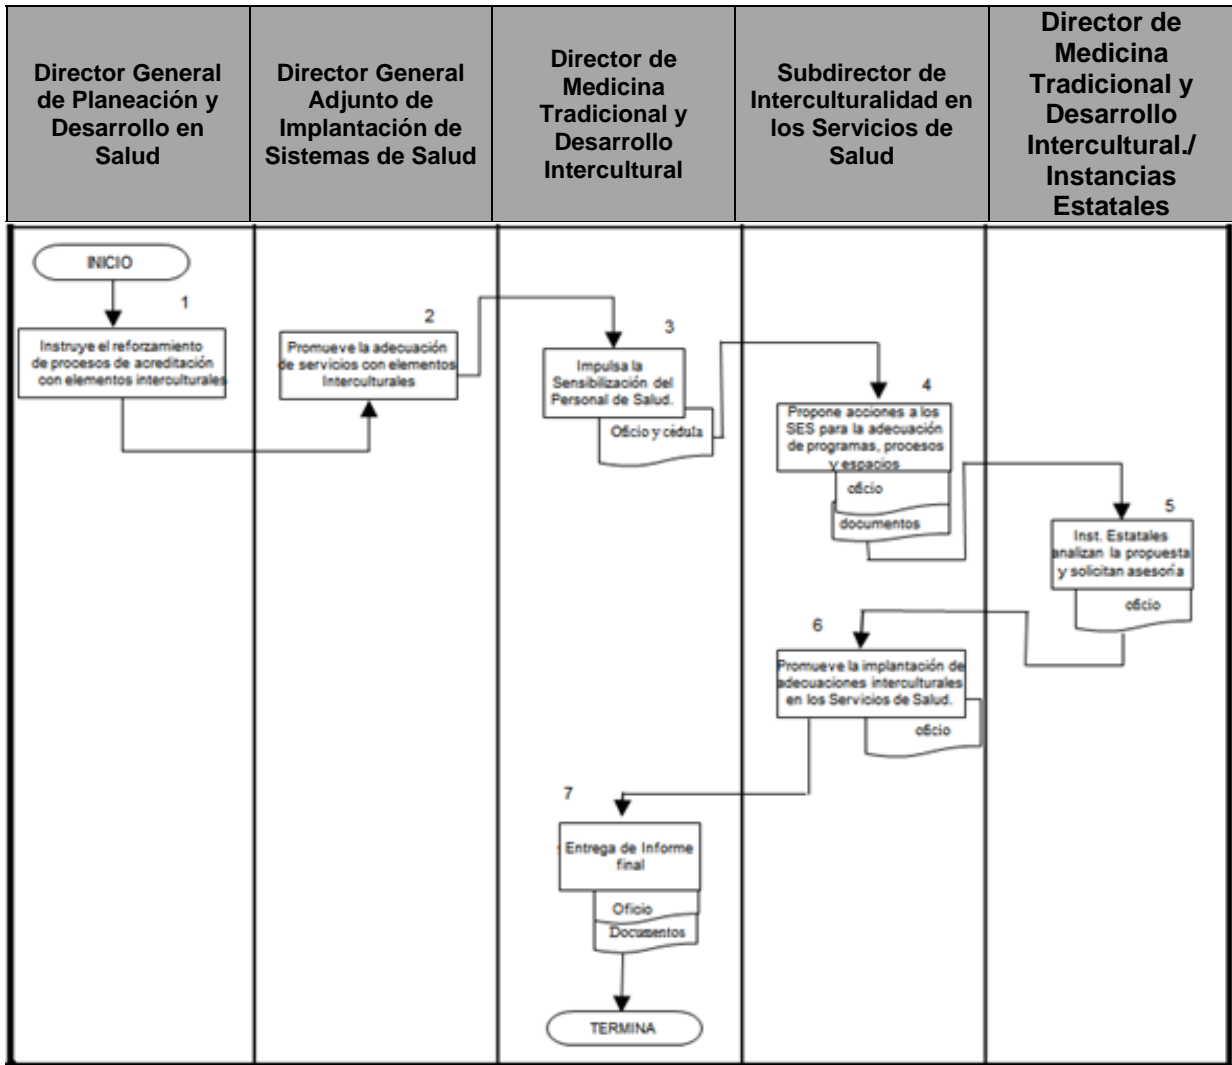 Director General
de Planeación y
Desarrollo en
Salud
Director General
Adjunto de
Implantación de
Sistemas de Salud
Director de
Medicina
Tradicional y
Desarrollo
Intercultural
Subdirector de
Interculturalidad en
los Servicios de
Salud
Director de
Medicina
Tradicional y
Desarrollo
Intercultural./
Instancias
Estatales
INICIO
1
Instruye el reforzamiento
de procesos de acreditación
con elementos interculturales
2
Promueve la adecuación
de servicios con elementos
Interculturales
3
Impulsa la
Sensibilización del
Personal de Salud.
Oficio y cédula
4
Propone acciones a los
SES para la adecuación
de programas, procesos
y espacios
oficio
documentos
5
Inst. Estatales
analizan la propuesta
y solicitan asesoría
oficio
6
Promueve la implantación de
adecuaciones interculturales
en los Servicios de Salud.
oficio
7
Entrega de Informe
final
Oficio
Documentos
TERMINA